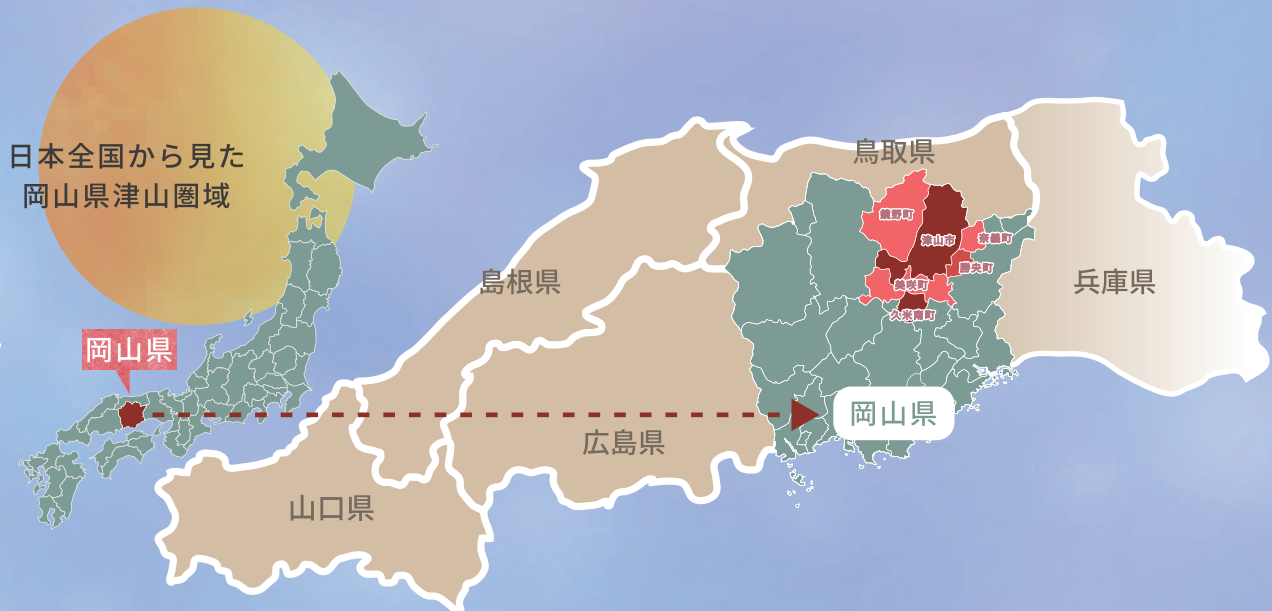 日本全国から見た
岡山県津山圏域
岡山県
鳥取県
島根県
兵庫県
広島県
山口県
岡山県
鏡野町
津山市
奈義町
勝央町
美咲町
久米南町